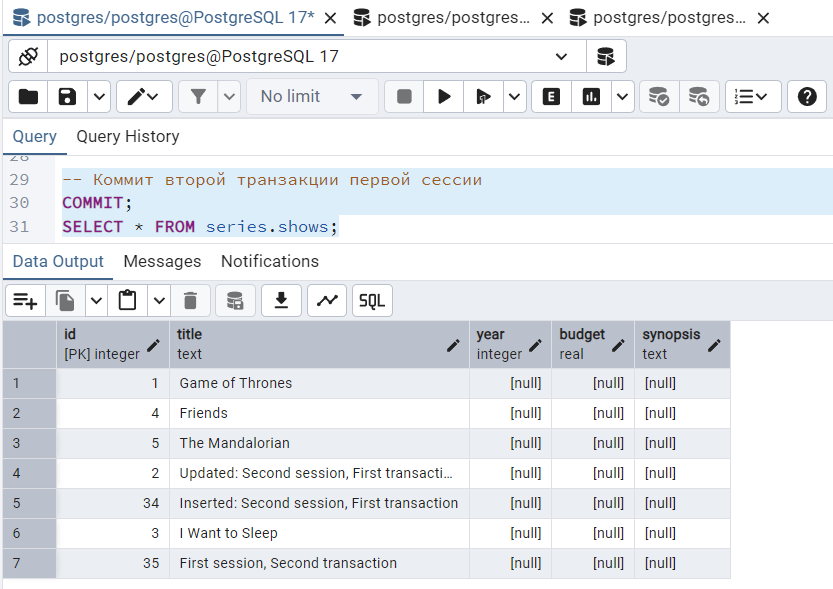 postgres/postgres@PostgreSQL 17* postgres/postgres... postgres/postgres...
postgres/postgres@PostgreSQL 17
No limit E
Query Query History
28
29 -- Коммит второй транзакции первой сессии
30 COMMIT;
31 SELECT * FROM series.shows;
Data Output Messages Notifications
SQL
id title year budget synopsis
[PK] integer text integer real text
1 1 Game of Thrones [null] [null] [null]
2 4 Friends [null] [null] [null]
3 5 The Mandalorian [null] [null] [null]
4 2 Updated: Second session, First transacti... [null] [null] [null]
5 34 Inserted: Second session, First transaction [null] [null] [null]
6 3 I Want to Sleep [null] [null] [null]
7 35 First session, Second transaction [null] [null] [null]